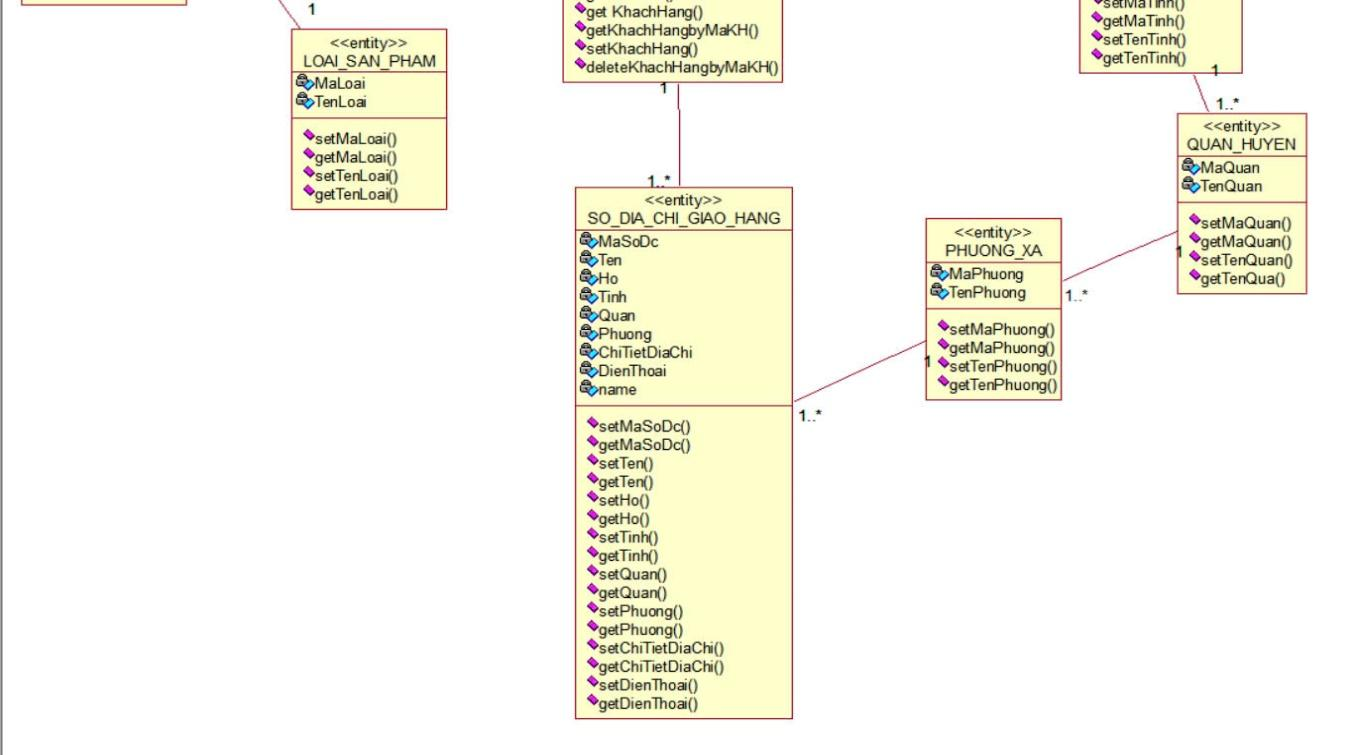 1
<<entity>>
LOAI_SAN_PHAM
MaLoai
TenLoai
setMaLoai()
getMaLoai()
setTenLoai()
getTenLoai()
get KhachHang()
getKhachHangbyMaKH()
setKhachHang()
deleteKhachHangbyMaKH()
1
1..*
<<entity>>
SO_DIA_CHI_GIAO_HANG
MaSoDc
Ten
Ho
Tinh
Quan
Phuong
ChiTietDiaChi
DienThoai
name
setMaSoDc()
getMaSoDc()
setTen()
getTen()
setHo()
getHo()
setTinh()
getTinh()
setQuan()
getQuan()
setPhuong()
getPhuong()
setChiTietDiaChi()
getChiTietDiaChi()
setDienThoai()
getDienThoai()
1..*
1
<<entity>>
PHUONG_XA
MaPhuong
TenPhuong
setMaPhuong()
getMaPhuong()
setTenPhuong()
getTenPhuong()
1..*
1
setMaTinh()
getMaTinh()
setTenTinh()
getTenTinh()
1
1..*
<<entity>>
QUAN_HUYEN
MaQuan
TenQuan
setMaQuan()
getMaQuan()
setTenQuan()
getTenQua()